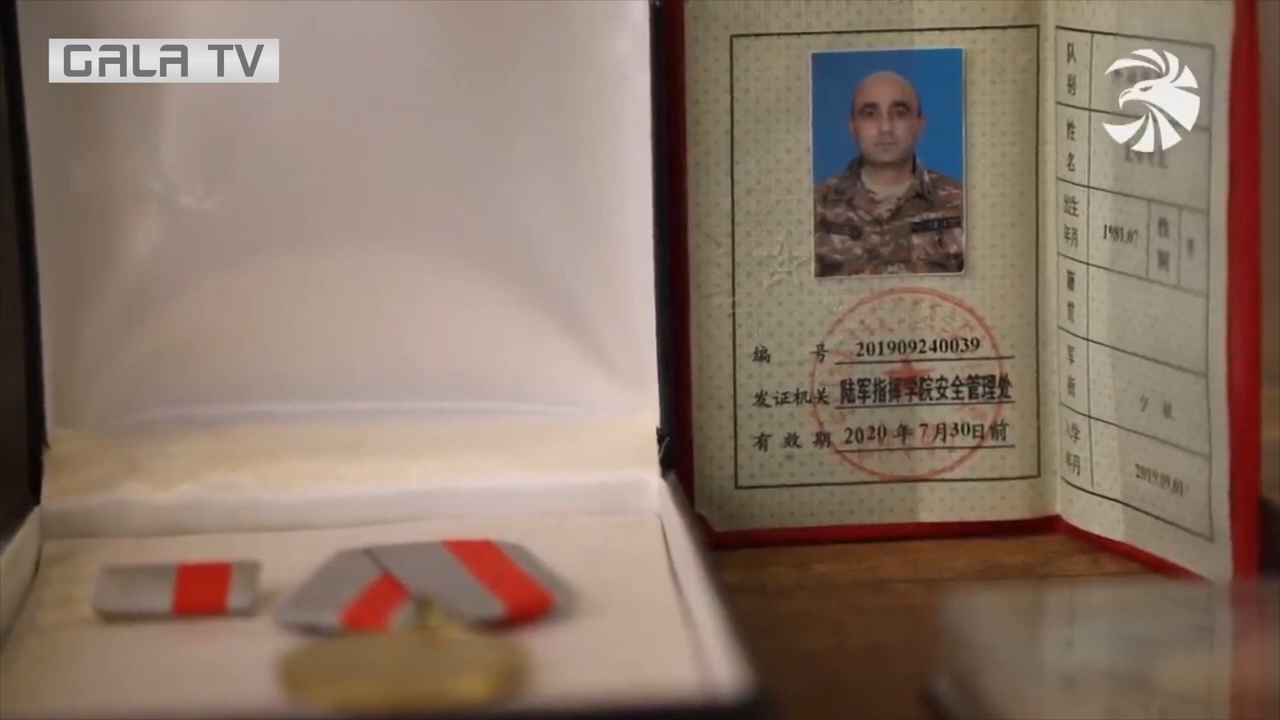 GALA TV
编 号 201909240039
发证机关 陆军指挥学院安全管理处
有效期 2020年7月30日前
队别
姓名
出生年月 1981.07 性别
军衔 少校
入学年月 2019.09.01